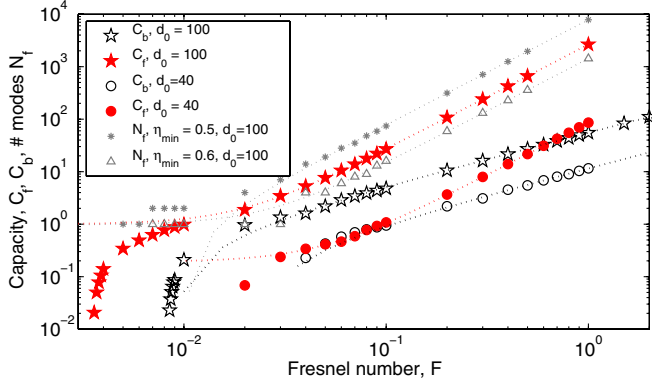 Capacity, C_f, C_b, # modes N_f
10^4
10^3
10^2
10^1
10^0
10^-1
10^-2
C_b, d_0 = 100
C_f, d_0 = 100
C_b, d_0=40
C_f, d_0 = 40
N_f, η_min = 0.5, d_0=100
N_f, η_min = 0.6, d_0=100
10^-2 10^-1 10^0
Fresnel number, F